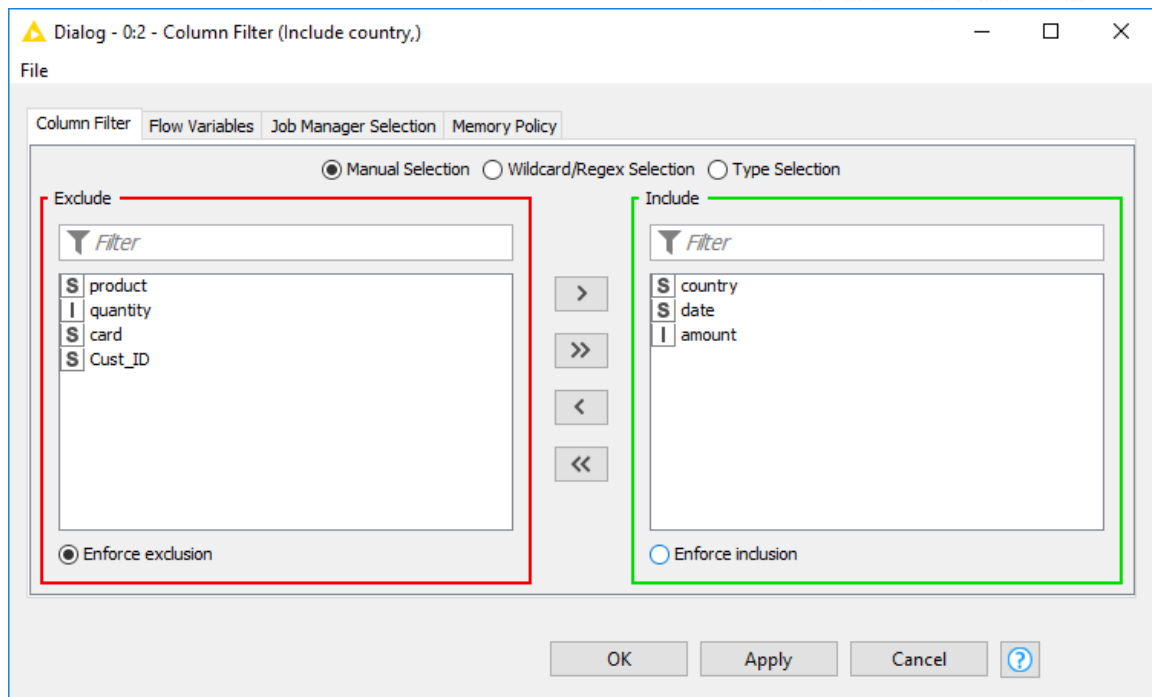 Dialog - 0:2 - Column Filter (Include country,)
File
Column Filter Flow Variables Job Manager Selection Memory Policy
Manual Selection Wildcard/Regex Selection Type Selection
Exclude
Filter
S product
I quantity
S card
S Cust_ID
Enforce exclusion
>
>>
<
<<
Include
Filter
S country
S date
I amount
Enforce inclusion
OK Apply Cancel ?